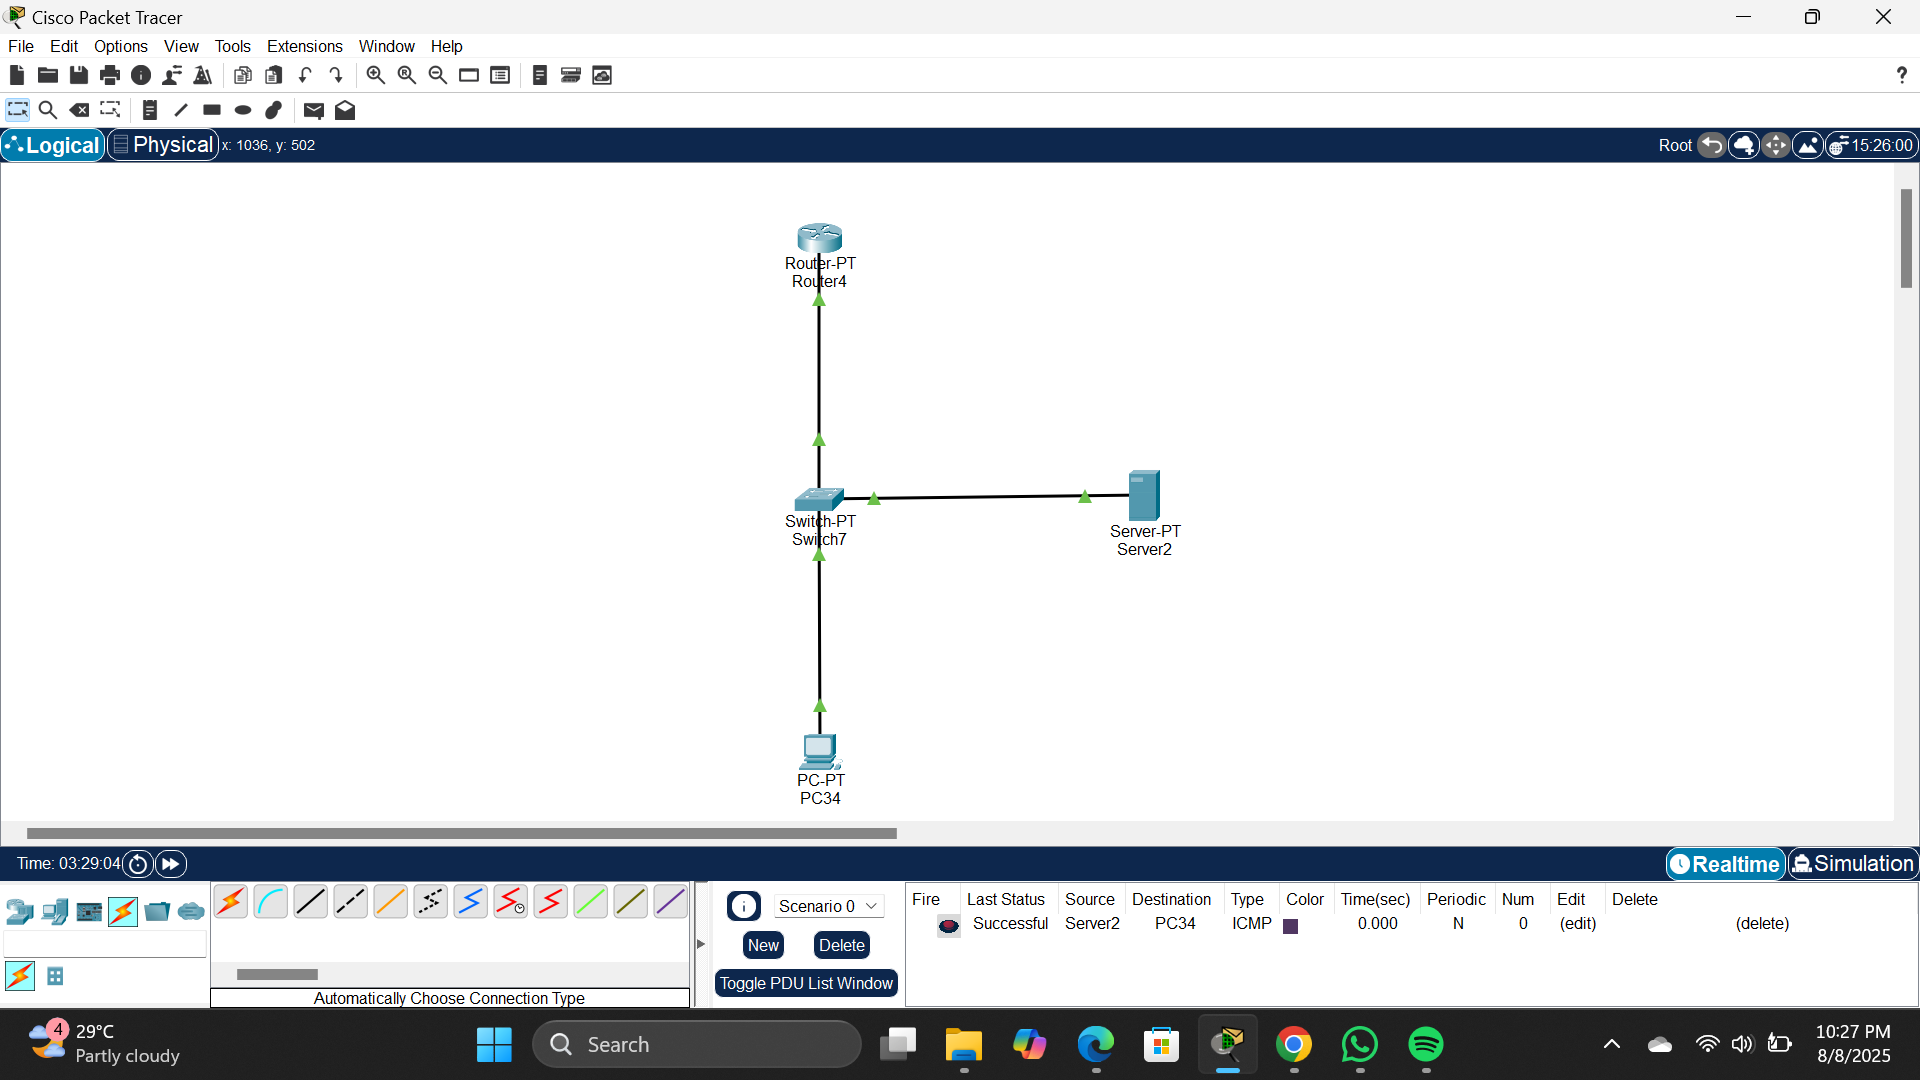 Cisco Packet Tracer
File Edit Options View Tools Extensions Window Help
?
Logical Physical x: 1036, y: 502 Root 15:26:00
Router-PT
Router4
Switch-PT
Switch7
Server-PT
Server2
PC-PT
PC34
Time: 03:29:04 Realtime Simulation
Scenario 0
New Delete
Toggle PDU List Window
Automatically Choose Connection Type
Fire Last Status Source Destination Type Color Time(sec) Periodic Num Edit Delete
Successful Server2 PC34 ICMP 0.000 N 0 (edit) (delete)
4 29°C
Partly cloudy
Search
10:27 PM
8/8/2025